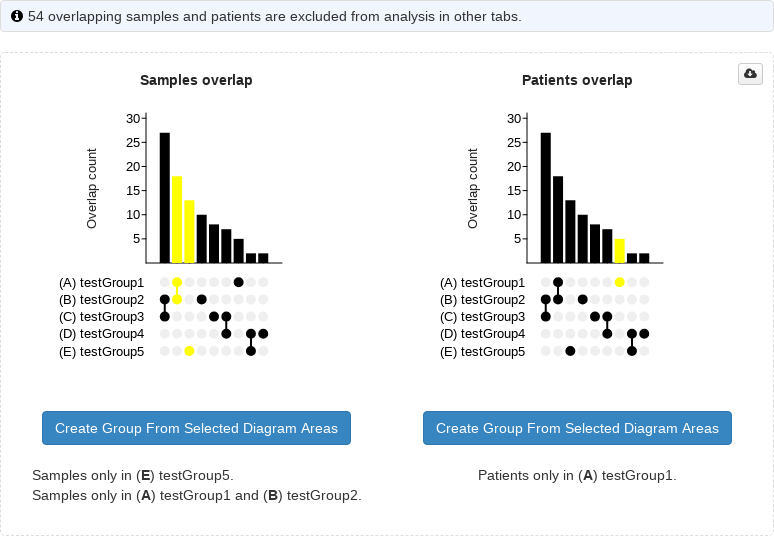 54 overlapping samples and patients are excluded from analysis in other tabs.
Samples overlap
30
25
20
15
10
5
Overlap count
(A) testGroup1
(B) testGroup2
(C) testGroup3
(D) testGroup4
(E) testGroup5
Create Group From Selected Diagram Areas
Samples only in (E) testGroup5.
Samples only in (A) testGroup1 and (B) testGroup2.
Patients overlap
30
25
20
15
10
5
Overlap count
(A) testGroup1
(B) testGroup2
(C) testGroup3
(D) testGroup4
(E) testGroup5
Create Group From Selected Diagram Areas
Patients only in (A) testGroup1.